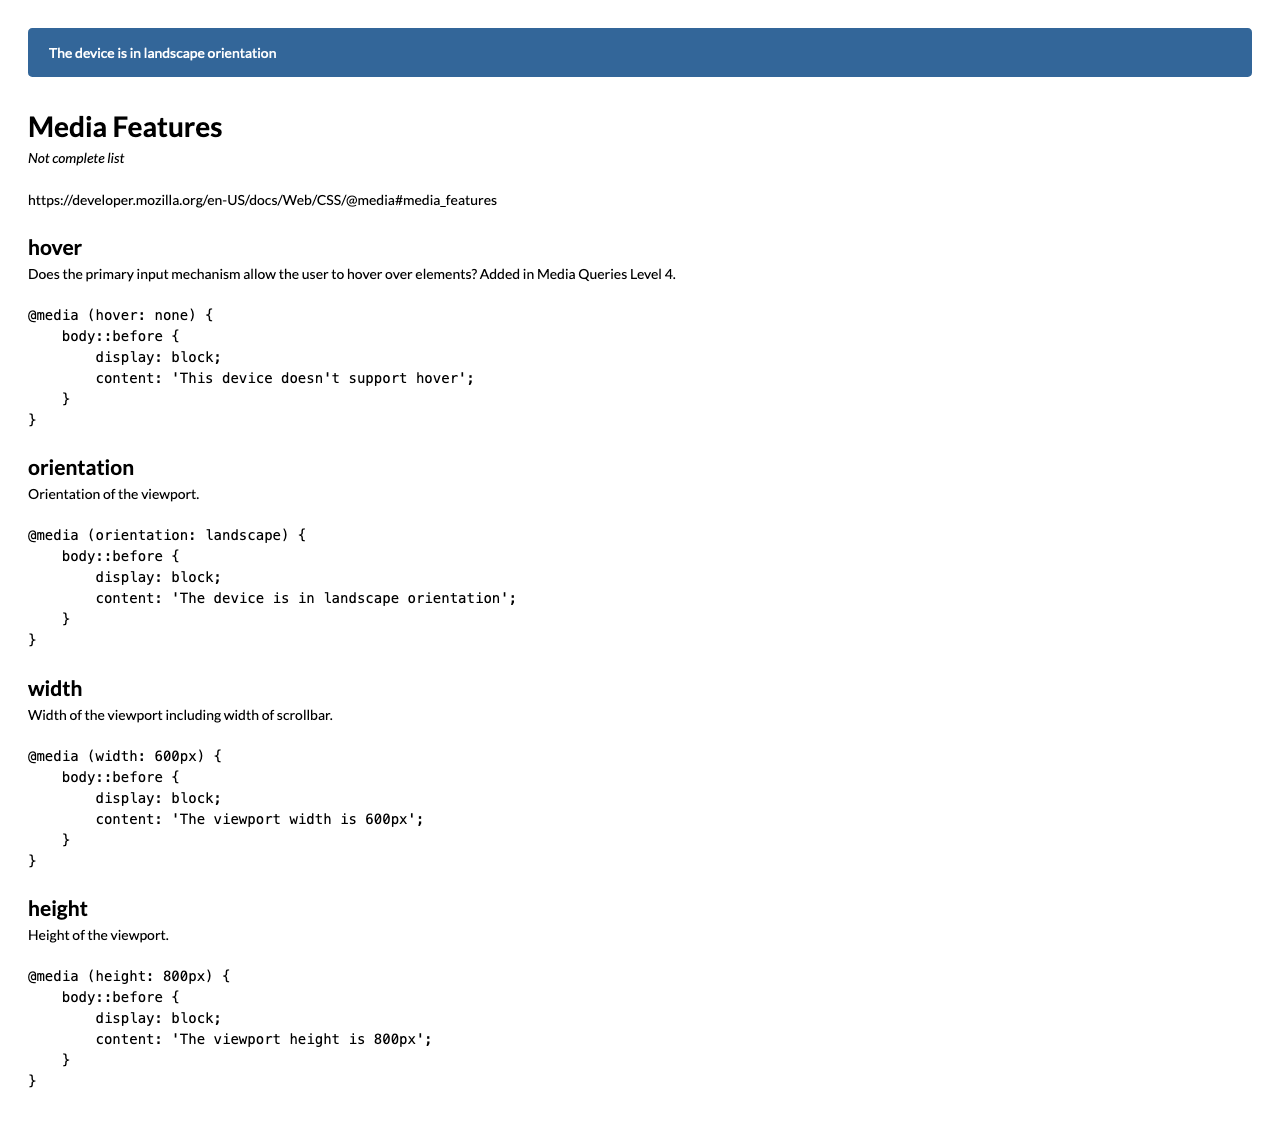 The device is in landscape orientation
Media Features
Not complete list
https://developer.mozilla.org/en-US/docs/Web/CSS/@media#media_features
hover
Does the primary input mechanism allow the user to hover over elements? Added in Media Queries Level 4.
@media (hover: none) {
    body::before {
        display: block;
        content: 'This device doesn't support hover';
    }
}
orientation
Orientation of the viewport.
@media (orientation: landscape) {
    body::before {
        display: block;
        content: 'The device is in landscape orientation';
    }
}
width
Width of the viewport including width of scrollbar.
@media (width: 600px) {
    body::before {
        display: block;
        content: 'The viewport width is 600px';
    }
}
height
Height of the viewport.
@media (height: 800px) {
    body::before {
        display: block;
        content: 'The viewport height is 800px';
    }
}